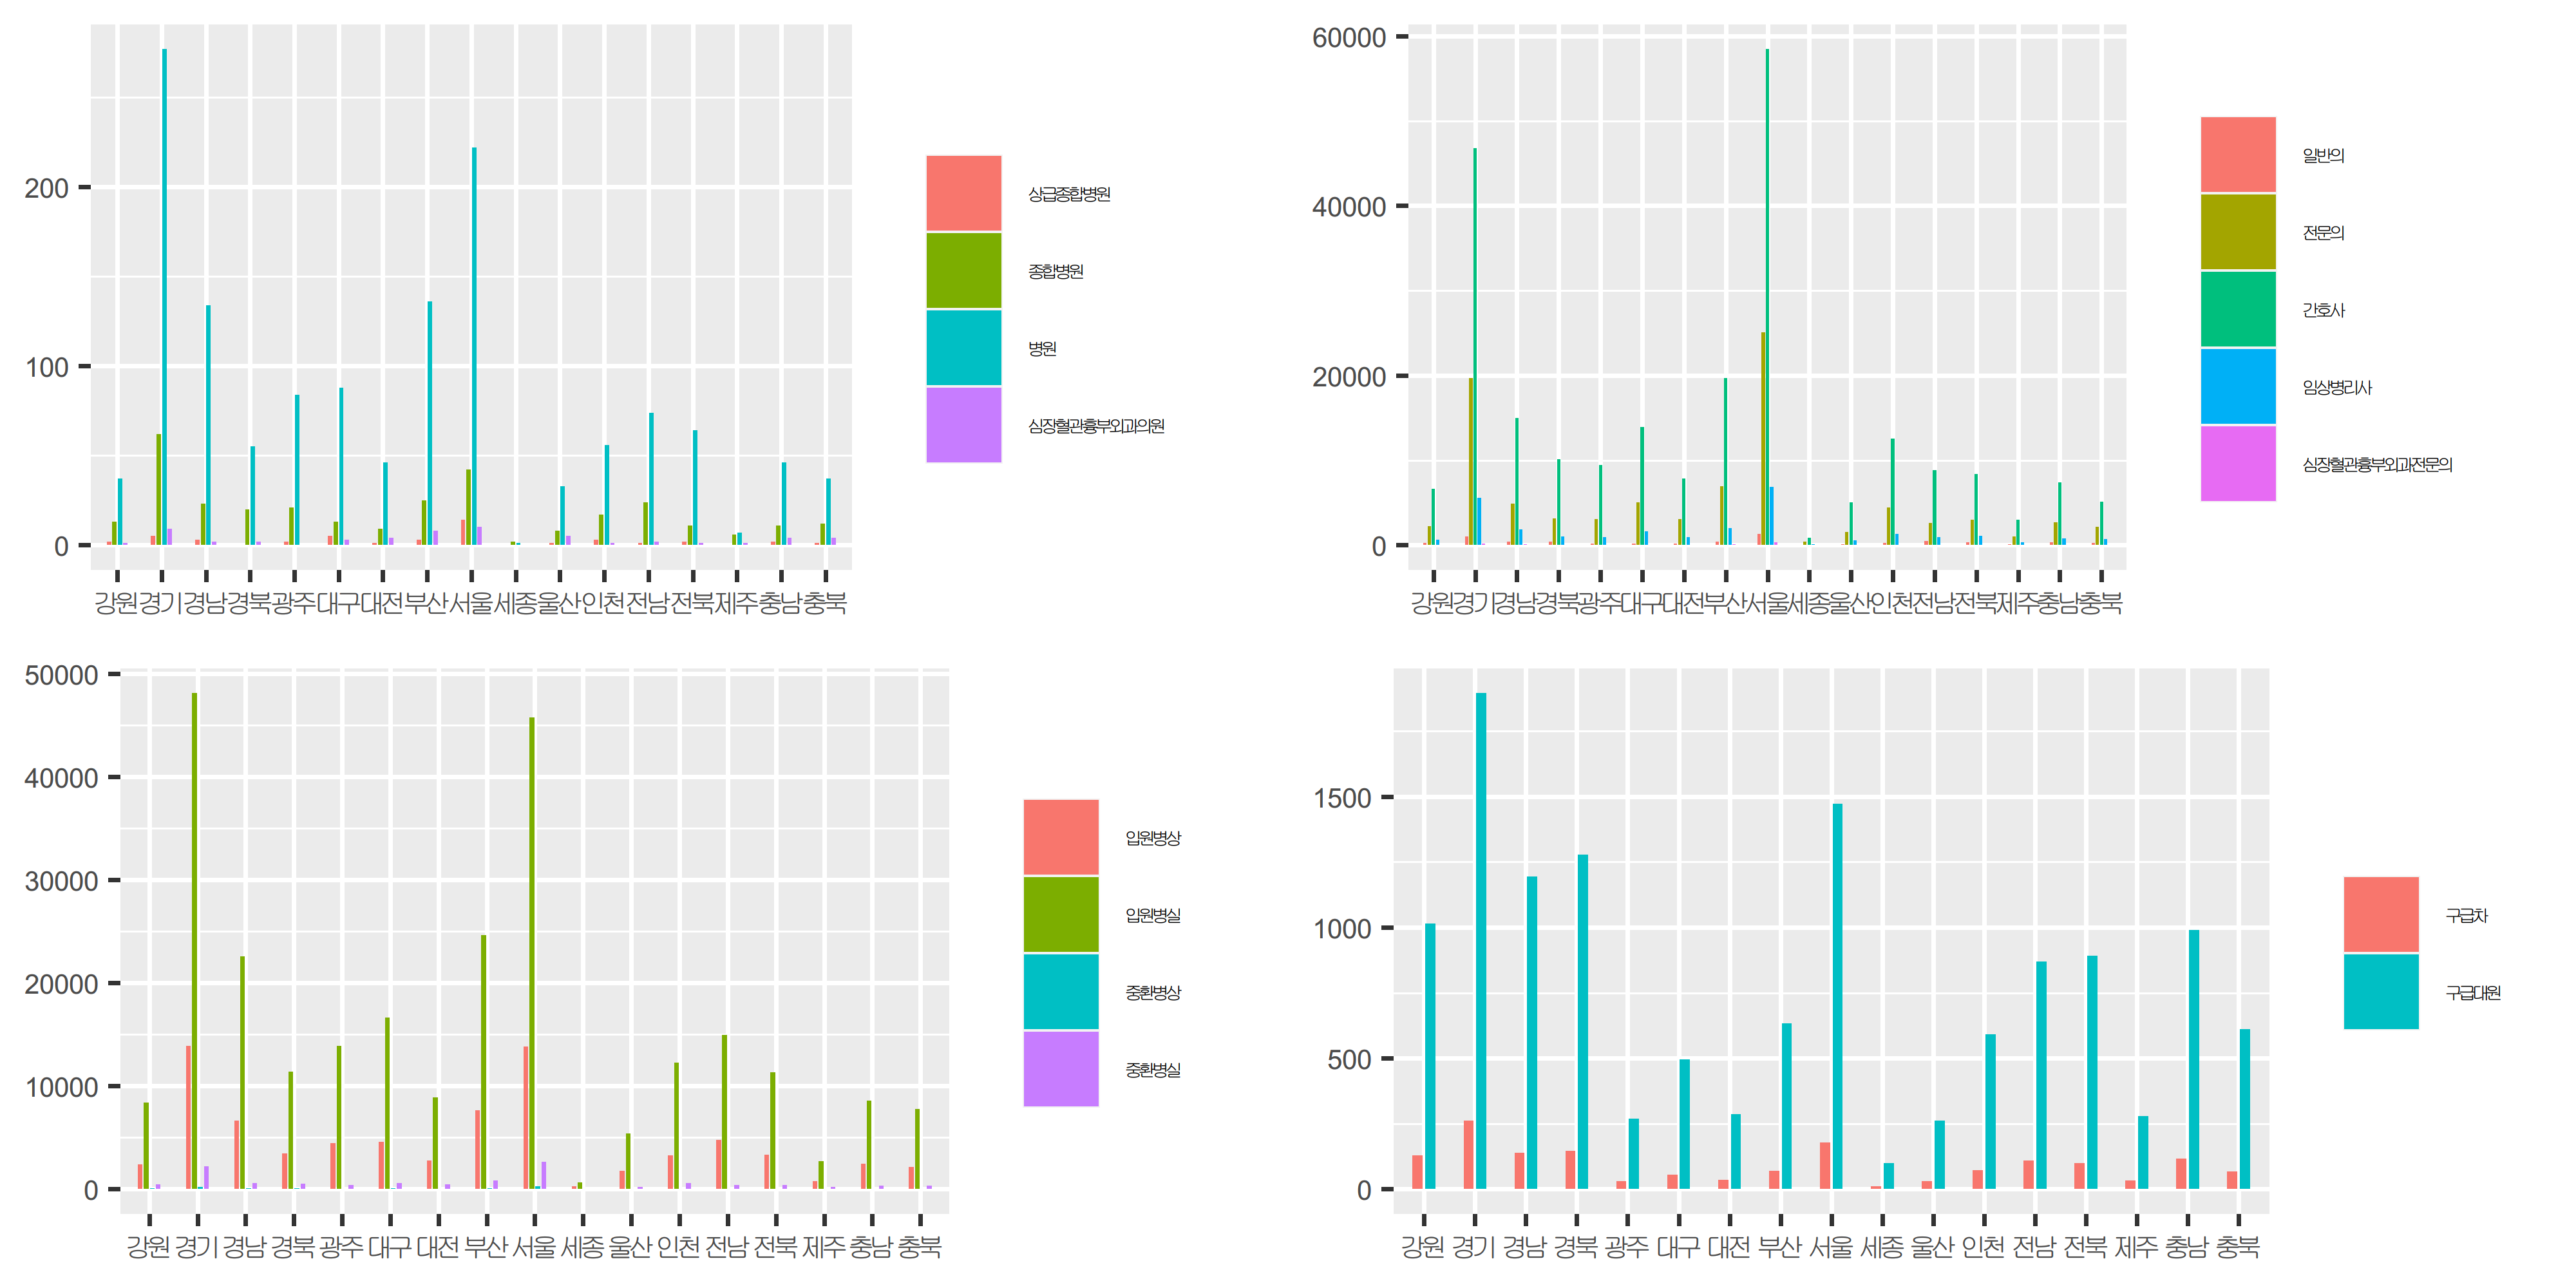 200
100
0
강원 경기 경남 경북 광주 대구 대전 부산 서울 세종 울산 인천 전남 전북 제주 충남 충북
상급종합병원
종합병원
병원
심장혈관흉부외과의원
60000
40000
20000
0
강원 경기 경남 경북 광주 대구 대전 부산 서울 세종 울산 인천 전남 전북 제주 충남 충북
일반의
전문의
간호사
임상병리사
심장혈관흉부외과전문의
50000
40000
30000
20000
10000
0
강원 경기 경남 경북 광주 대구 대전 부산 서울 세종 울산 인천 전남 전북 제주 충남 충북
입원병상
입원병실
중환병상
중환병실
1500
1000
500
0
강원 경기 경남 경북 광주 대구 대전 부산 서울 세종 울산 인천 전남 전북 제주 충남 충북
구급차
구급대원